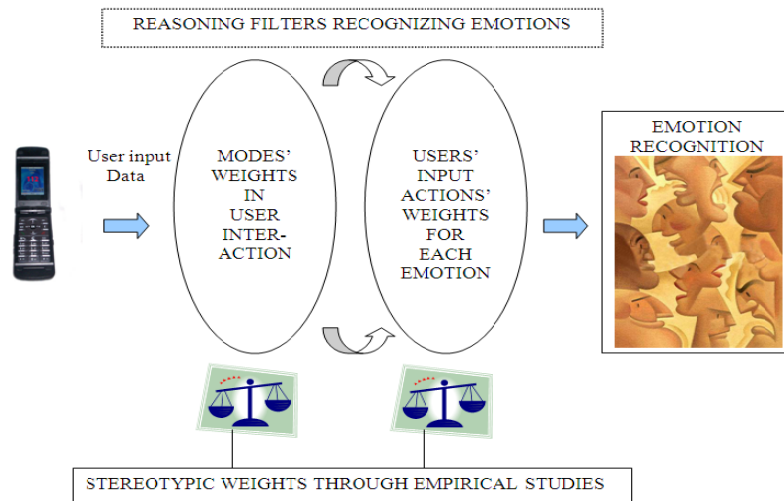 REASONING FILTERS RECOGNIZING EMOTIONS
User input
Data
MODES'
WEIGHTS
IN
USER
INTER-
ACTION
USERS'
INPUT
ACTIONS'
WEIGHTS
FOR
EACH
EMOTION
EMOTION
RECOGNITION
STEREOTYPIC WEIGHTS THROUGH EMPIRICAL STUDIES